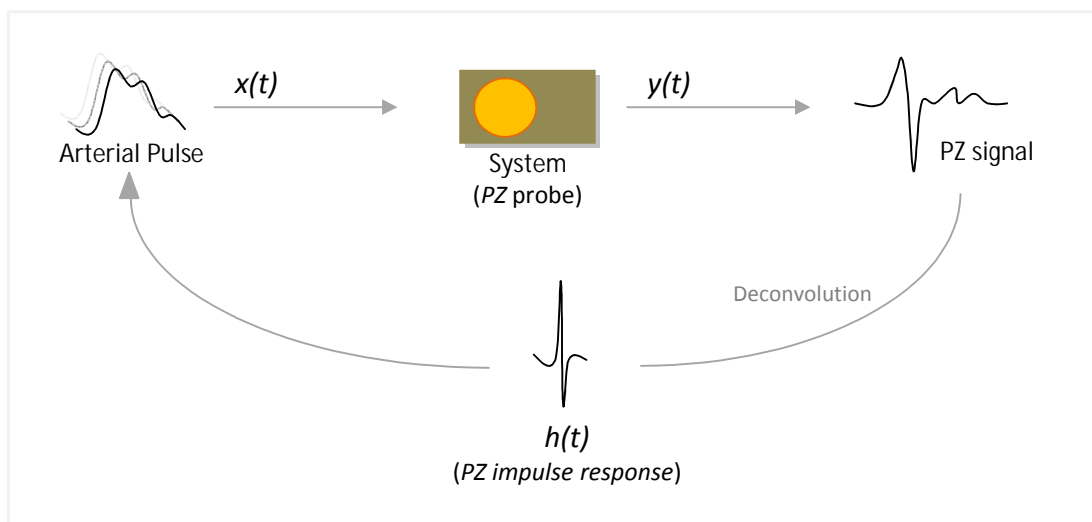 x(t)
y(t)
Arterial Pulse
System
(PZ probe)
PZ signal
Deconvolution
h(t)
(PZ impulse response)